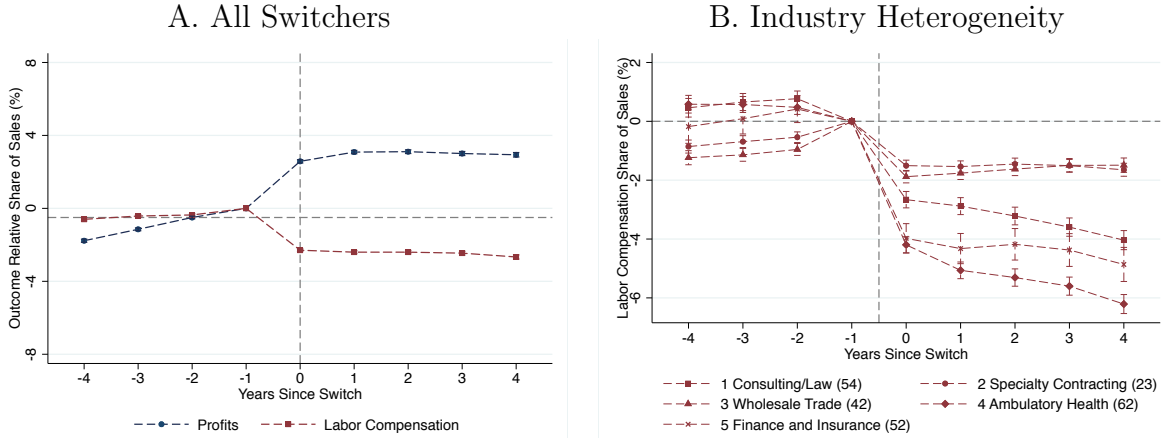 A. All Switchers
Outcome Relative Share of Sales (%)
8
4
0
-4
-8
-4 -3 -2 -1 0 1 2 3 4
Years Since Switch
Profits Labor Compensation
B. Industry Heterogeneity
Labor Compensation Share of Sales (%)
2
0
-2
-4
-6
-4 -3 -2 -1 0 1 2 3 4
Years Since Switch
1 Consulting/Law (54) 2 Specialty Contracting (23)
3 Wholesale Trade (42) 4 Ambulatory Health (62)
5 Finance and Insurance (52)